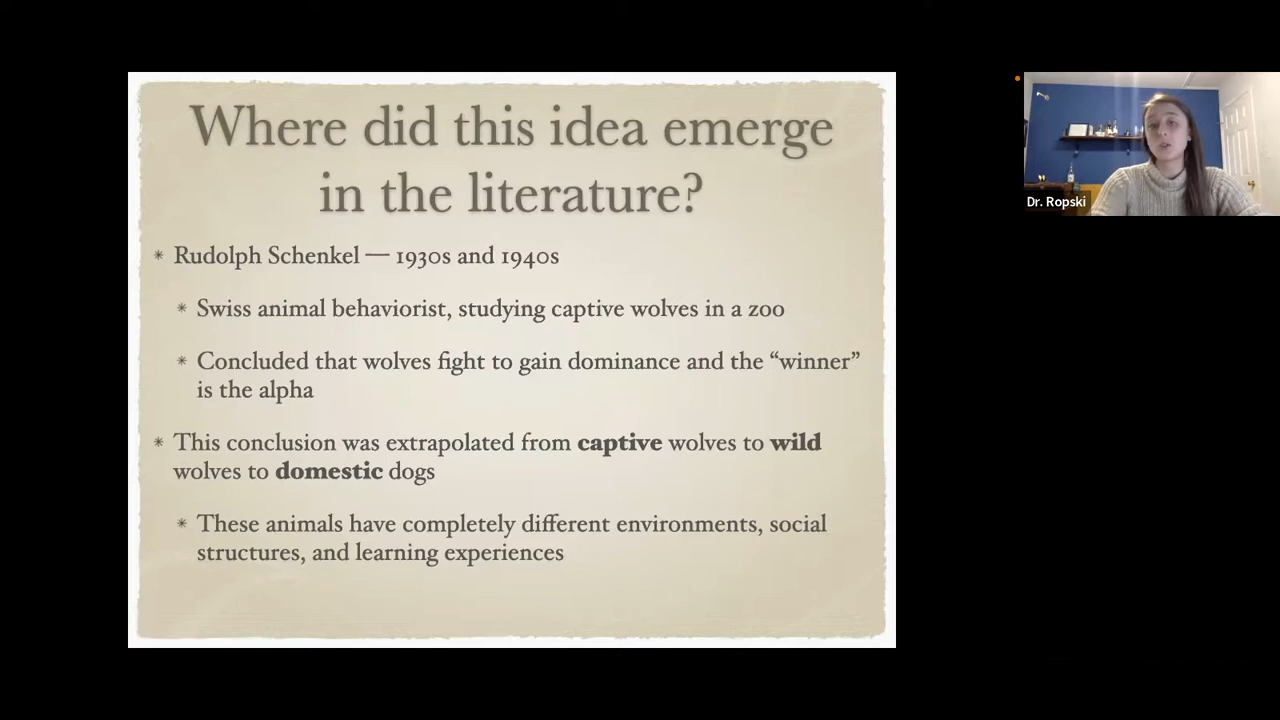 Where did this idea emerge
in the literature?
* Rudolph Schenkel — 1930s and 1940s
* Swiss animal behaviorist, studying captive wolves in a zoo
* Concluded that wolves fight to gain dominance and the “winner”
is the alpha
* This conclusion was extrapolated from captive wolves to wild
wolves to domestic dogs
* These animals have completely different environments, social
structures, and learning experiences
Dr. Ropski